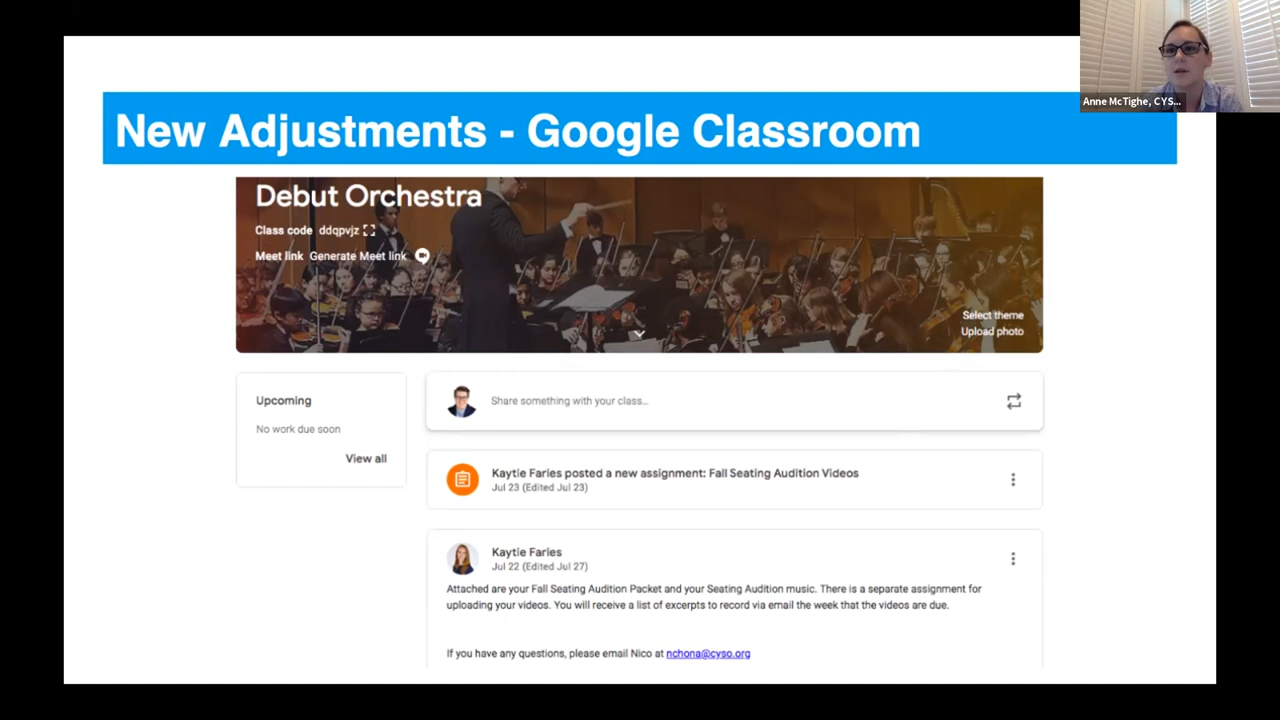 New Adjustments - Google Classroom
Anne McTighe, CYS...
Debut Orchestra
Class code ddqpvjz
Meet link Generate Meet link
Select theme
Upload photo
Upcoming
No work due soon
View all
Share something with your class...
Kaytie Faries posted a new assignment: Fall Seating Audition Videos
Jul 23 (Edited Jul 23)
Kaytie Faries
Jul 22 (Edited Jul 27)
Attached are your Fall Seating Audition Packet and your Seating Audition music. There is a separate assignment for
uploading your videos. You will receive a list of excerpts to record via email the week that the videos are due.
If you have any questions, please email Nico at nchona@cyso.org